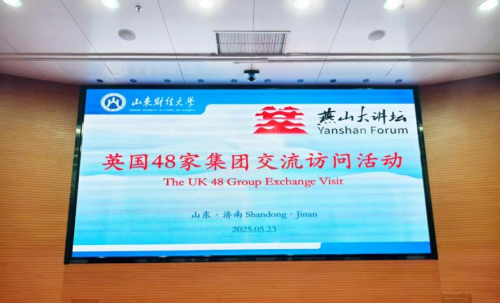 山东财经大学
燕山大讲坛
Yanshan Forum
英国48家集团交流访问活动
The UK 48 Group Exchange Visit
山东 · 济南 Shandong · Jinan
2025.05.23